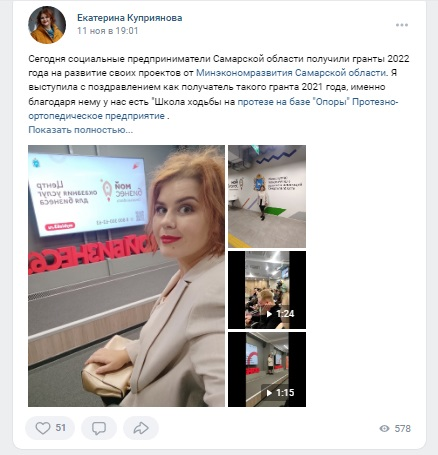 Екатерина Куприянова
11 ноя в 19:01
Сегодня социальные предприниматели Самарской области получили гранты 2022
года на развитие своих проектов от Минэкономразвития Самарской области. Я
выступила с поздравлением как получатель такого гранта 2021 года, именно
благодаря нему у нас есть "Школа ходьбы на протезе на базе "Опоры" Протезно-
ортопедическое предприятие .
Показать полностью...
Центр
оказания услуг
для бизнеса
МОЙ
БИЗНЕС
1:24
1:15
51
578